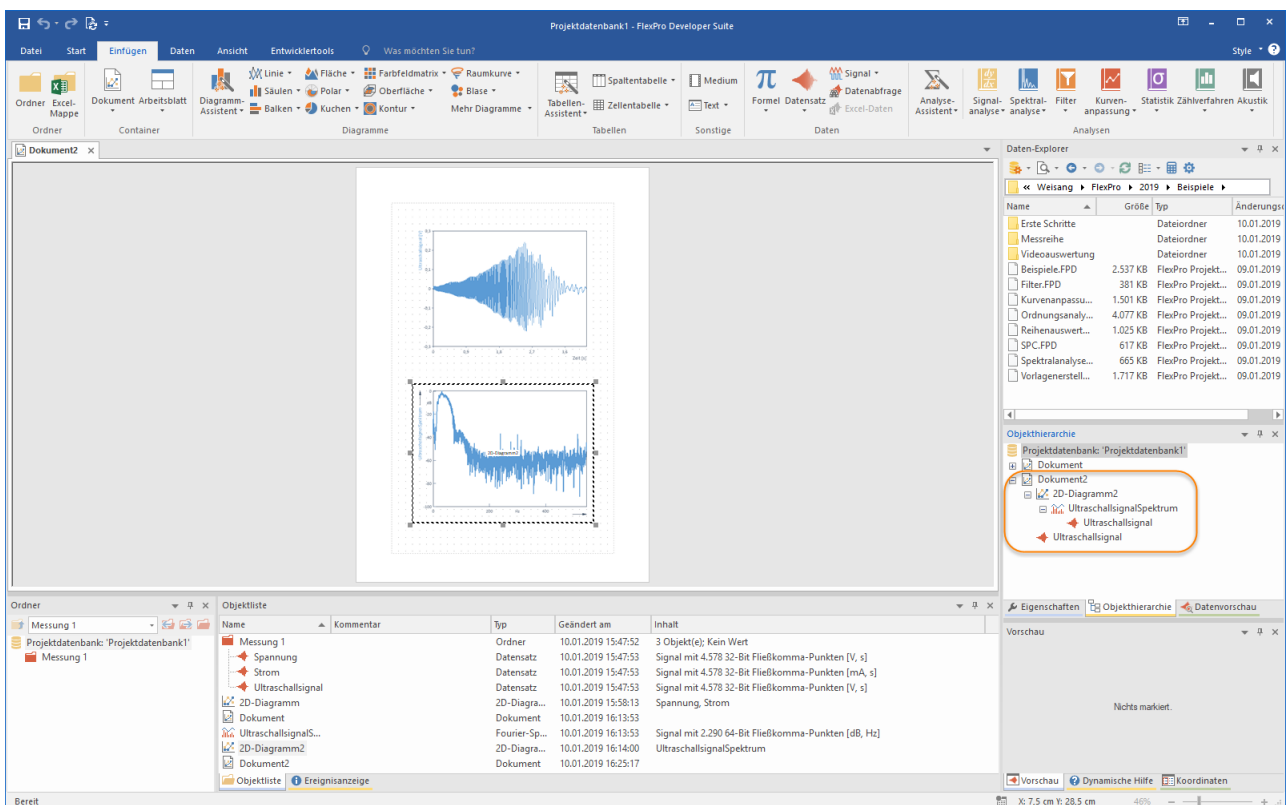 Projektdatenbank1 - FlexPro Developer Suite
Datei Start Einfügen Daten Ansicht Entwicklertools Was möchten Sie tun? Style
Ordner Excel-Mappe
Ordner
Dokument Arbeitsblatt
Container
Diagramm-Assistent
Linie Fläche Farbfeldmatrix Raumkurve
Säulen Polar Oberfläche Blase
Balken Kuchen Kontur Mehr Diagramme
Diagramme
Tabellen-Assistent
Spaltentabelle
Zellentabelle
Tabellen
Medium
Text
Sonstige
Formel Datensatz
Signal
Datenabfrage
Excel-Daten
Daten
Analyse-Assistent
Signal-analyse Spektral-analyse Filter Kurven-anpassung Statistik Zählverfahren Akustik
Analysen
Dokument2
Zeit [s]
2D-Diagramm2
Daten-Explorer
« Weisang FlexPro 2019 Beispiele
Name Größe Typ Änderungsd
Erste Schritte Dateiordner 10.01.2019
Messreihe Dateiordner 10.01.2019
Videoauswertung Dateiordner 10.01.2019
Beispiele.FPD 2.537 KB FlexPro Projekt... 09.01.2019
Filter.FPD 381 KB FlexPro Projekt... 09.01.2019
Kurvenanpassu... 1.501 KB FlexPro Projekt... 09.01.2019
Ordnungsanaly... 4.077 KB FlexPro Projekt... 09.01.2019
Reihenauswert... 1.025 KB FlexPro Projekt... 09.01.2019
SPC.FPD 617 KB FlexPro Projekt... 09.01.2019
Spektralanalyse... 665 KB FlexPro Projekt... 09.01.2019
Vorlagenerstell... 1.717 KB FlexPro Projekt... 09.01.2019
Objekthierarchie
Projektdatenbank: 'Projektdatenbank1'
Dokument
Dokument2
2D-Diagramm2
UltraschallsignalSpektrum
Ultraschallsignal
Ultraschallsignal
Eigenschaften Objekthierarchie Datenvorschau
Ordner
Messung 1
Projektdatenbank: 'Projektdatenbank1'
Messung 1
Objektliste
Name Kommentar Typ Geändert am Inhalt
Messung 1 Ordner 10.01.2019 15:47:52 3 Objekt(e); Kein Wert
Spannung Datensatz 10.01.2019 15:47:53 Signal mit 4.578 32-Bit Fließkomma-Punkten [V, s]
Strom Datensatz 10.01.2019 15:47:53 Signal mit 4.578 32-Bit Fließkomma-Punkten [mA, s]
Ultraschallsignal Datensatz 10.01.2019 15:47:53 Signal mit 4.578 32-Bit Fließkomma-Punkten [V, s]
2D-Diagramm 2D-Diagra... 10.01.2019 15:58:13 Spannung, Strom
Dokument Dokument 10.01.2019 16:13:53
UltraschallsignalS... Fourier-Sp... 10.01.2019 16:13:53 Signal mit 2.290 64-Bit Fließkomma-Punkten [dB, Hz]
2D-Diagramm2 2D-Diagra... 10.01.2019 16:14:00 UltraschallsignalSpektrum
Dokument2 Dokument 10.01.2019 16:25:17
Objektliste Ereignisanzeige
Vorschau
Nichts markiert.
Vorschau Dynamische Hilfe Koordinaten
Bereit
X: 7.5 cm Y: 28.5 cm 46%